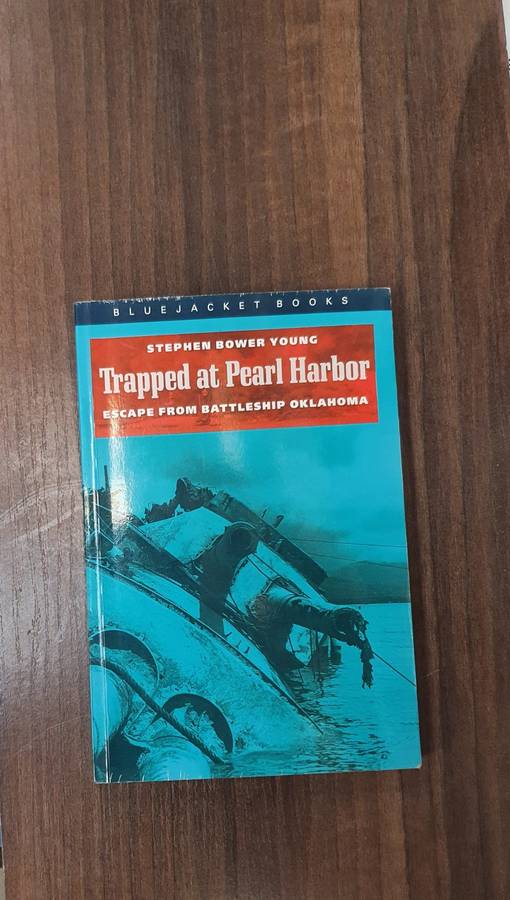 BLUEJACKET BOOKS
STEPHEN BOWER YOUNG
Trapped at Pearl Harbor
ESCAPE FROM BATTLESHIP OKLAHOMA